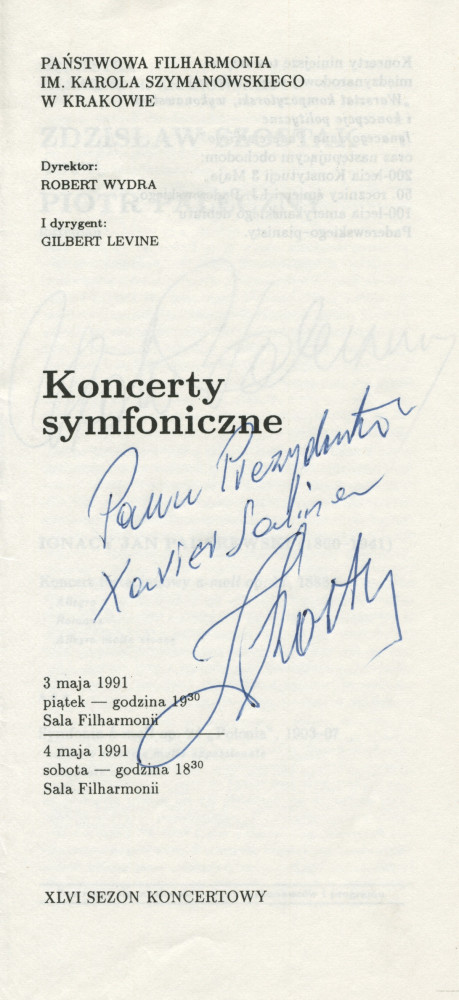 PAŃSTWOWA FILHARMONIA
IM. KAROLA SZYMANOWSKIEGO
W KRAKOWIE
Dyrektor:
ROBERT WYDRA
I dyrygent:
GILBERT LEVINE
Koncerty
symfoniczne
Panu Prezydentowi
Xavier Salina
3 maja 1991
piątek — godzina 19³⁰
Sala Filharmonii
4 maja 1991
sobota — godzina 18³⁰
Sala Filharmonii
XLVI SEZON KONCERTOWY